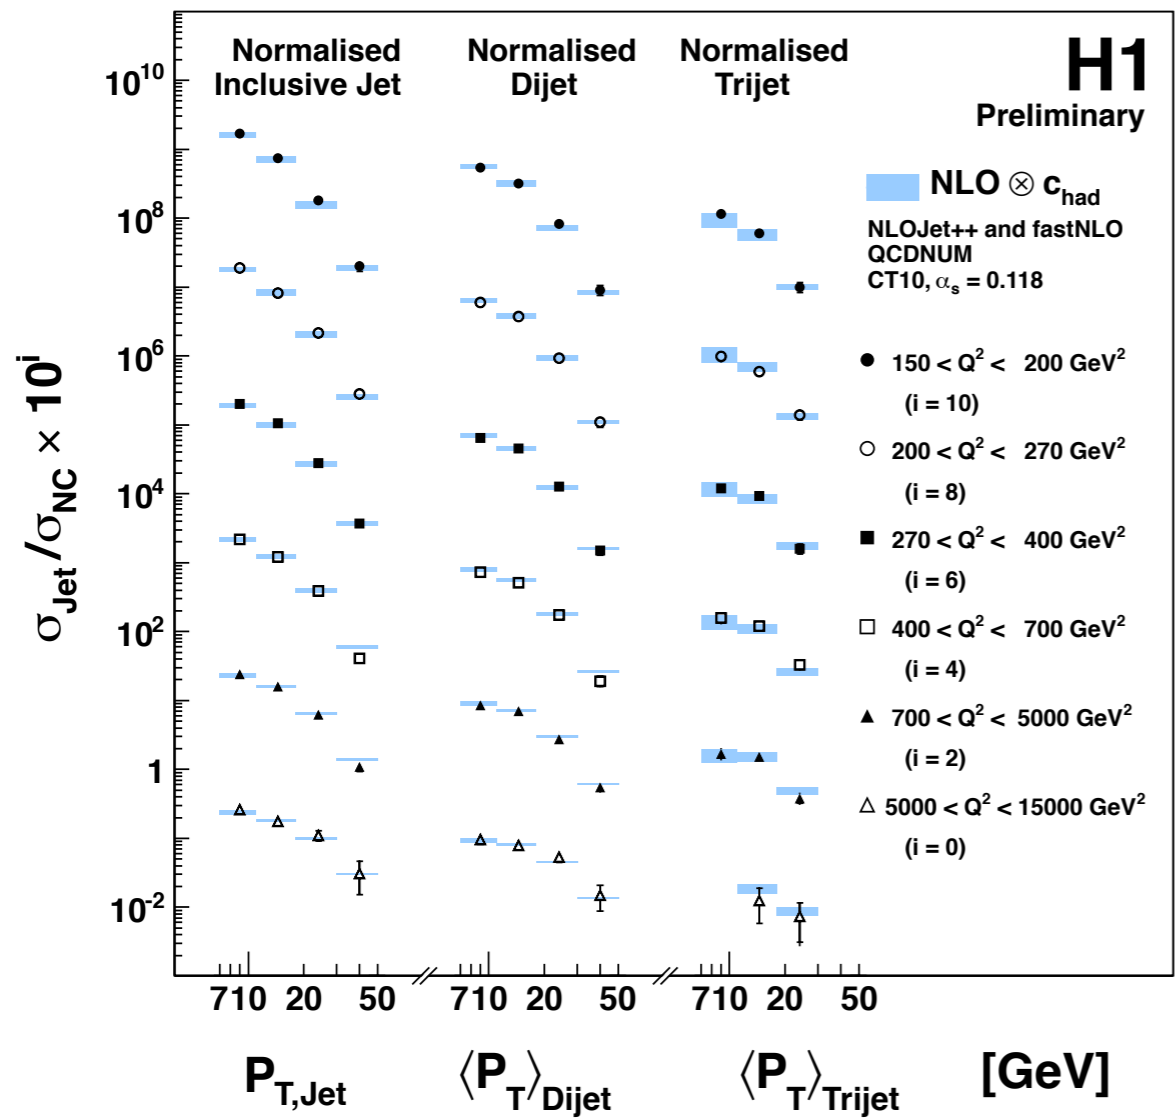 Normalised Inclusive Jet
Normalised Dijet
Normalised Trijet
H1
Preliminary
NLO ⊗ c_had
NLOJet++ and fastNLO
QCDNUM
CT10, α_s = 0.118
150 < Q² < 200 GeV²
(i = 10)
200 < Q² < 270 GeV²
(i = 8)
270 < Q² < 400 GeV²
(i = 6)
400 < Q² < 700 GeV²
(i = 4)
700 < Q² < 5000 GeV²
(i = 2)
5000 < Q² < 15000 GeV²
(i = 0)
σ_Jet/σ_NC × 10^i
10^10
10^8
10^6
10^4
10^2
1
10^-2
7 10 20 50 7 10 20 50 7 10 20 50
P_T,Jet ⟨P_T⟩_Dijet ⟨P_T⟩_Trijet [GeV]